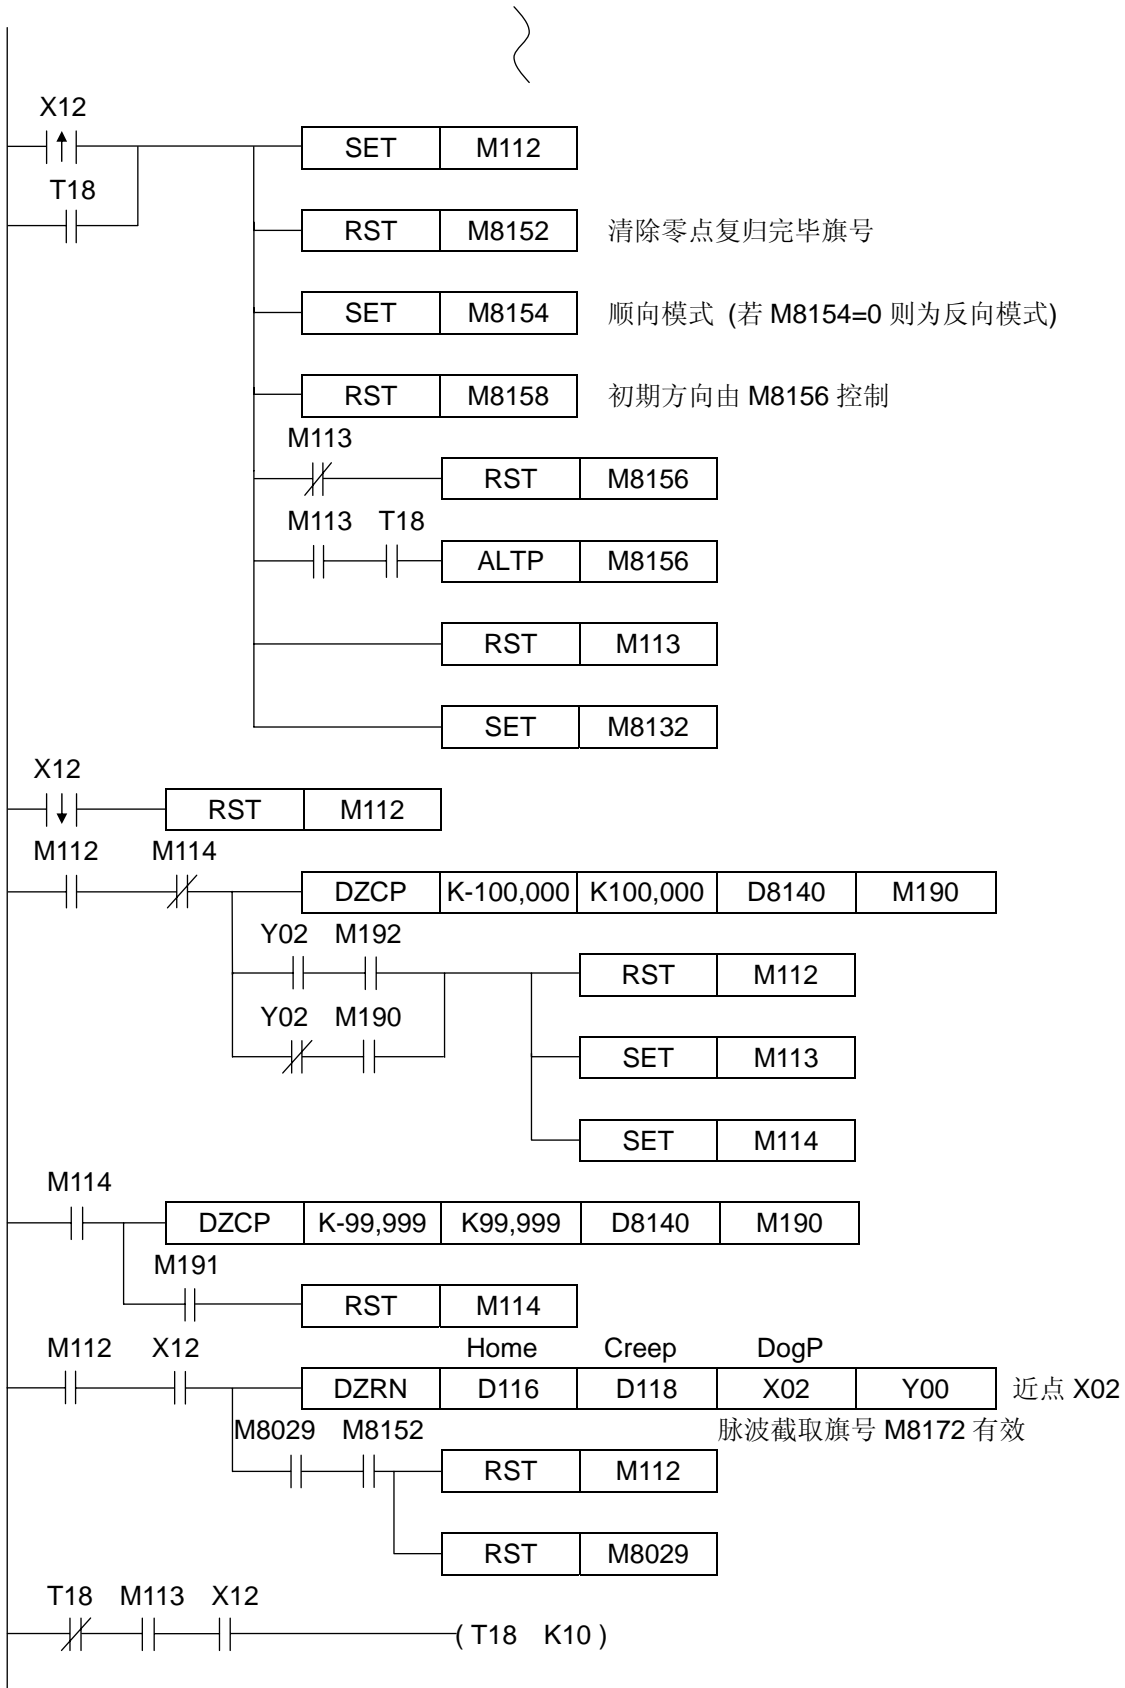 X12
SET M112
T18
RST M8152 清除零点复归完毕旗号
SET M8154 顺向模式 (若 M8154=0 则为反向模式)
RST M8158 初期方向由 M8156 控制
M113
RST M8156
M113 T18
ALTP M8156
RST M113
SET M8132
X12
RST M112
M112 M114
DZCP K-100,000 K100,000 D8140 M190
Y02 M192
RST M112
Y02 M190
SET M113
SET M114
M114
DZCP K-99,999 K99,999 D8140 M190
M191
RST M114
M112 X12 Home Creep DogP
DZRN D116 D118 X02 Y00 近点 X02
M8029 M8152 脉波截取旗号 M8172 有效
RST M112
RST M8029
T18 M113 X12
( T18 K10 )